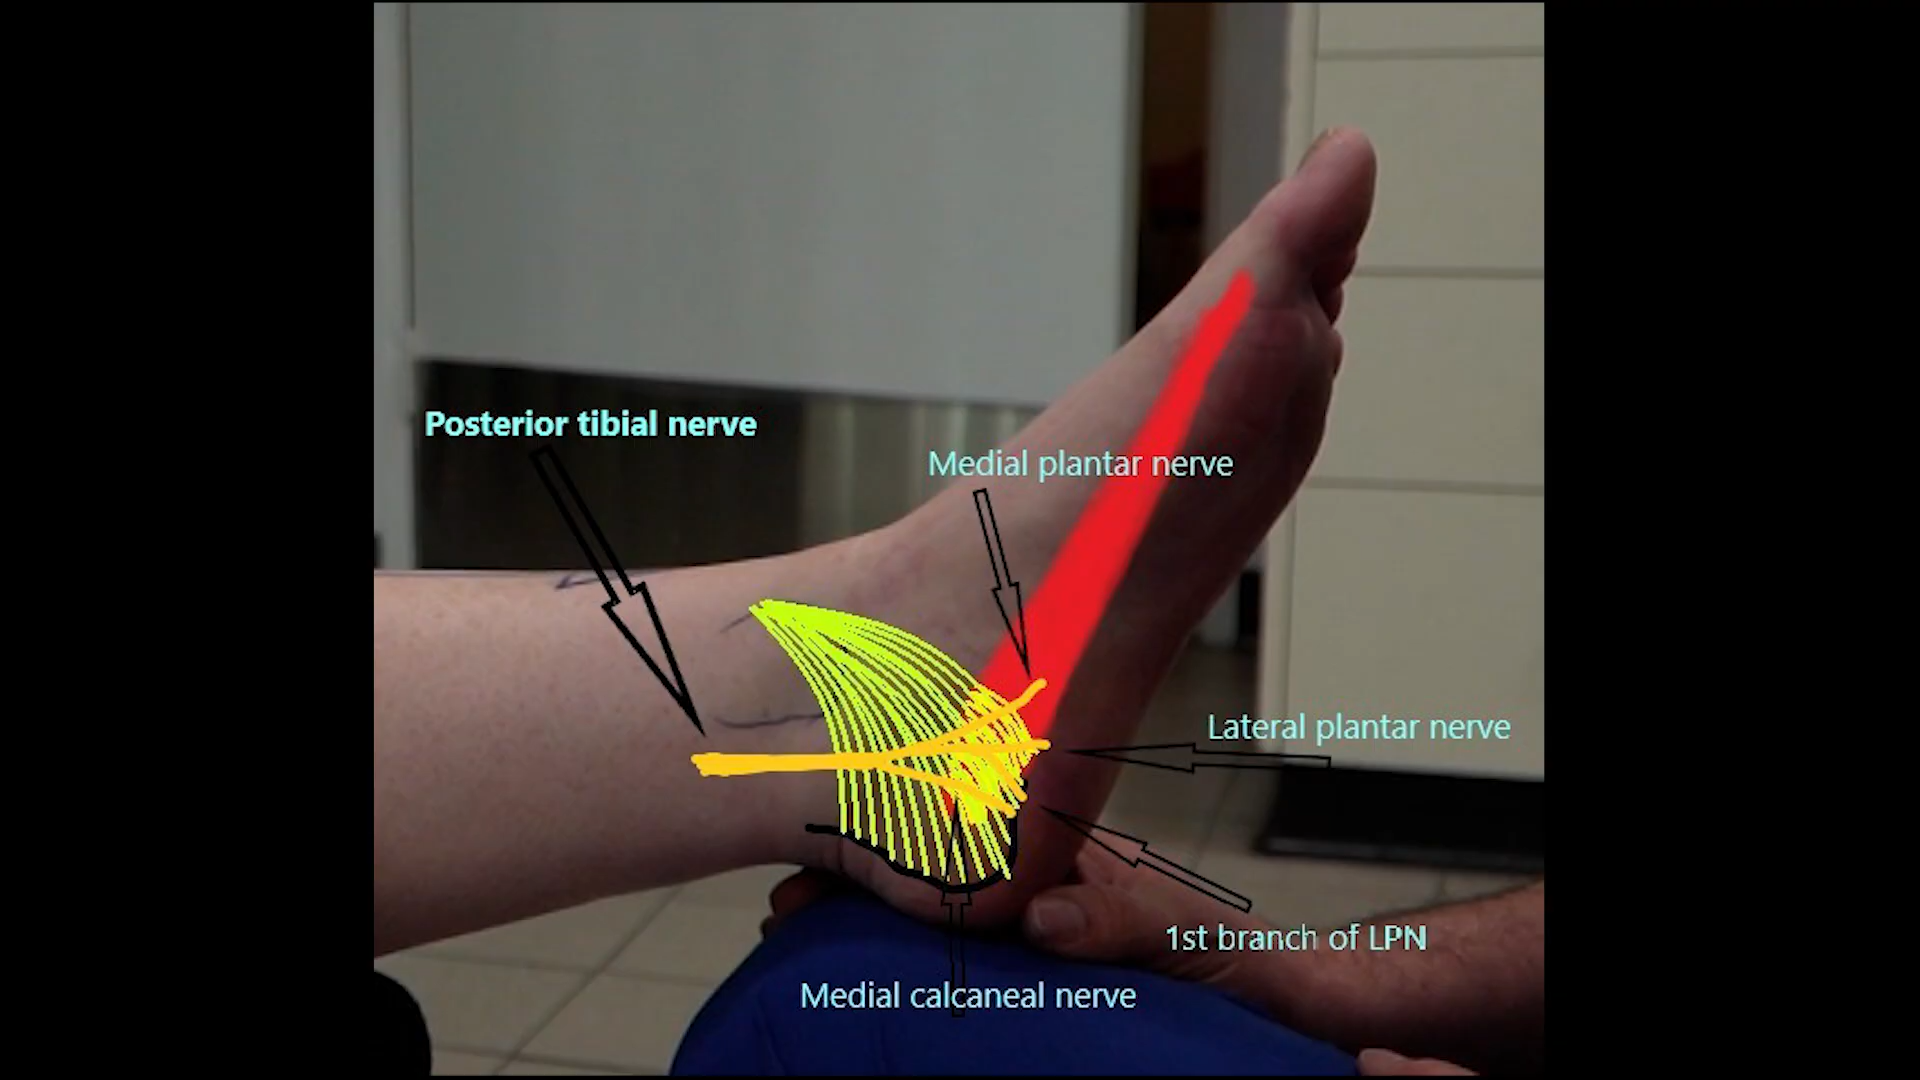 Posterior tibial nerve
Medial plantar nerve
Lateral plantar nerve
1st branch of LPN
Medial calcaneal nerve